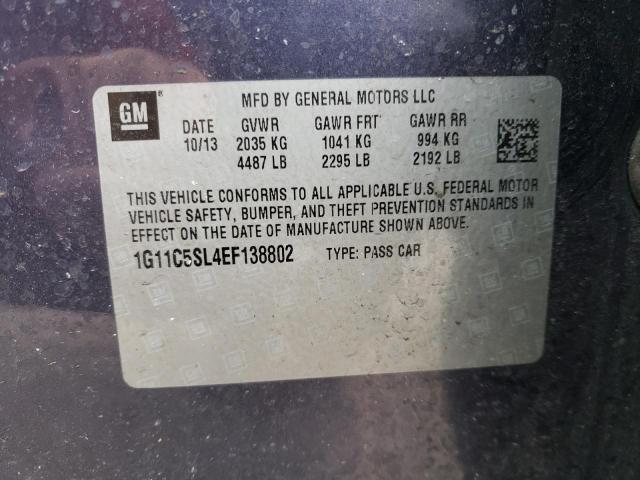 GM ®
MFD BY GENERAL MOTORS LLC
DATE GVWR GAWR FRT GAWR RR
10/13 2035 KG 1041 KG 994 KG
4487 LB 2295 LB 2192 LB
THIS VEHICLE CONFORMS TO ALL APPLICABLE U.S. FEDERAL MOTOR
VEHICLE SAFETY, BUMPER, AND THEFT PREVENTION STANDARDS IN
EFFECT ON THE DATE OF MANUFACTURE SHOWN ABOVE.
1G11C5SL4EF138802 TYPE: PASS CAR